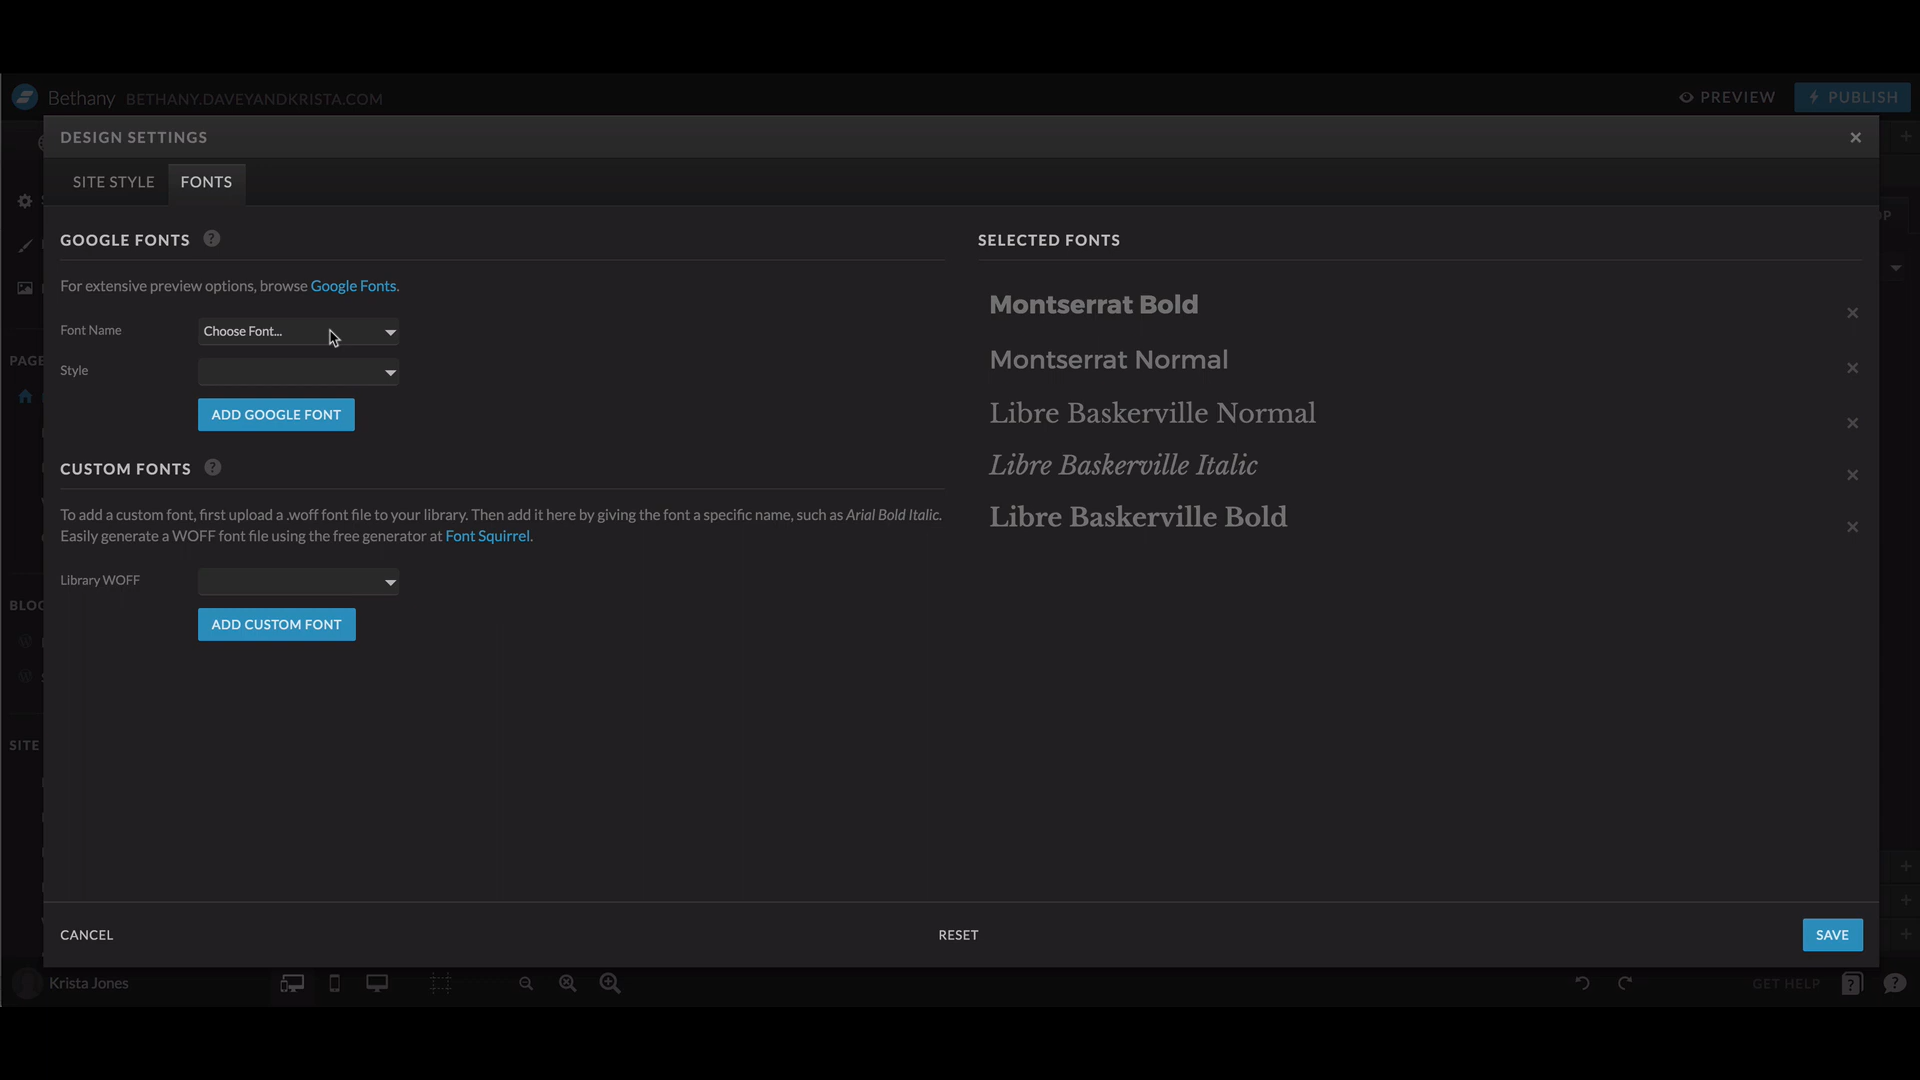 Bethany BETHANY.DAVEYANDKRISTA.COM
PREVIEW
PUBLISH
DESIGN SETTINGS
SITE STYLE
FONTS
GOOGLE FONTS ?
For extensive preview options, browse Google Fonts.
Font Name
Choose Font...
Style
ADD GOOGLE FONT
CUSTOM FONTS ?
To add a custom font, first upload a .woff font file to your library. Then add it here by giving the font a specific name, such as Arial Bold Italic.
Easily generate a WOFF font file using the free generator at Font Squirrel.
Library WOFF
ADD CUSTOM FONT
SELECTED FONTS
Montserrat Bold
Montserrat Normal
Libre Baskerville Normal
Libre Baskerville Italic
Libre Baskerville Bold
PAGE
BLOG
SITE
CANCEL
RESET
SAVE
Krista Jones
GET HELP